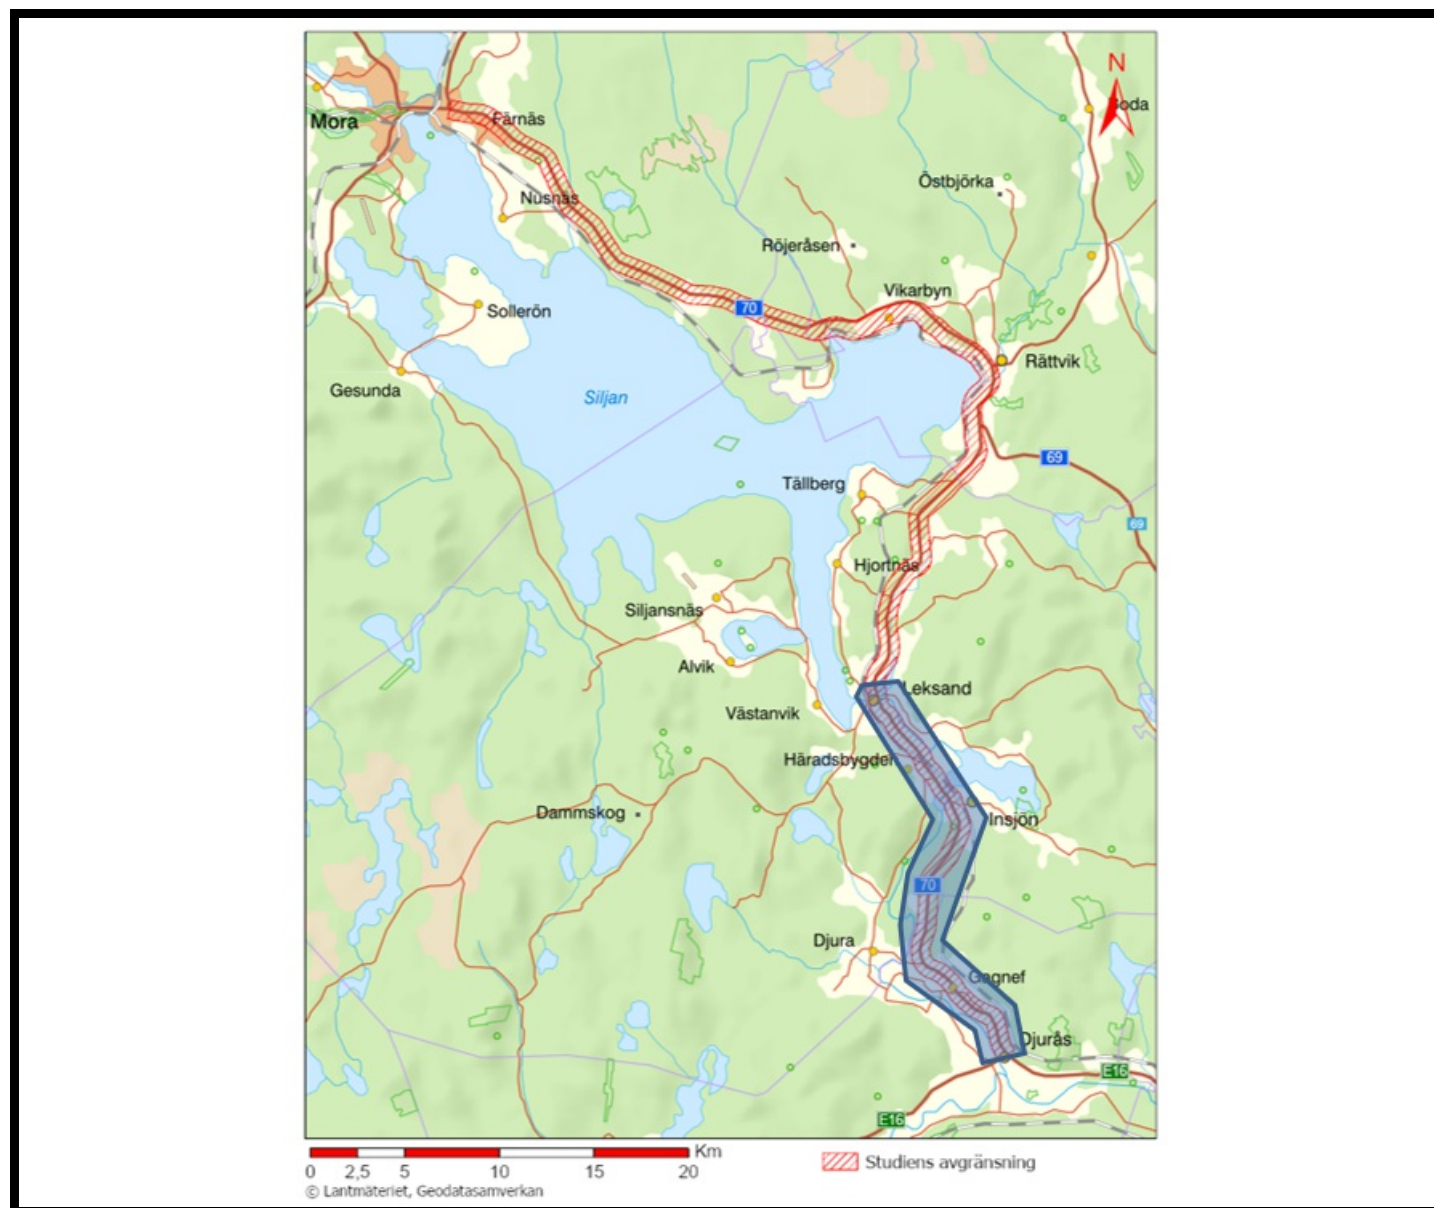 N
Boda
Mora
Färnäs
Östbjörka
Nusnäs
Röjeråsen
Vikarbyn
70
Sollerön
Rättvik
Gesunda
Siljan
69
Tällberg
69
Hjortnäs
Siljansnäs
Alvik
Leksand
Västanvik
Häradsbygden
Dammskog
Insjön
70
Djura
Gagnef
Djurås
E16
E16
Km
0 2,5 5 10 15 20
Studiens avgränsning
© Lantmäteriet, Geodatasamverkan